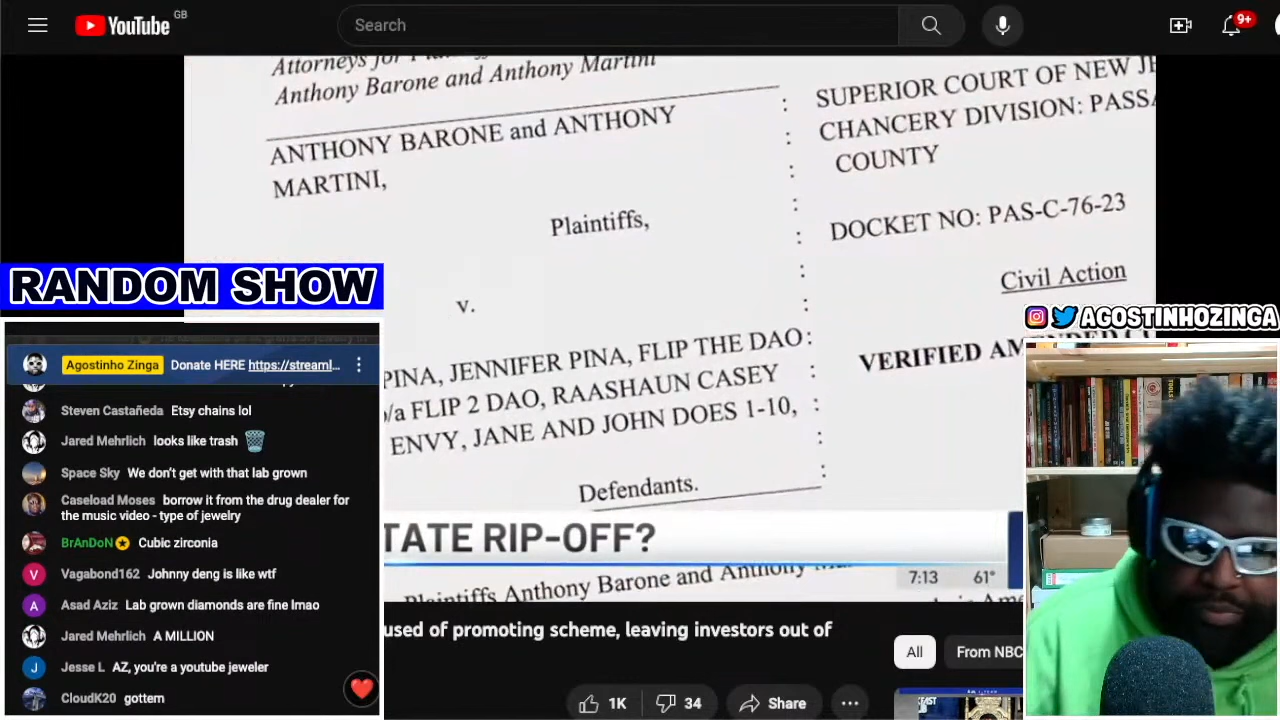 YouTube GB
Search
9+
Attorneys for
Anthony Barone and Anthony Martini
ANTHONY BARONE and ANTHONY
MARTINI,
Plaintiffs,
v.
PINA, JENNIFER PINA, FLIP THE DAO
/a FLIP 2 DAO, RAASHAUN CASEY
ENVY, JANE AND JOHN DOES 1-10,
Defendants.
SUPERIOR COURT OF NEW JE
CHANCERY DIVISION: PASSA
COUNTY
DOCKET NO: PAS-C-76-23
Civil Action
VERIFIED
RANDOM SHOW
AGOSTINHOZINGA
Agostinho Zinga Donate HERE https://streaml...
Steven Castañeda Etsy chains lol
Jared Mehrlich looks like trash 🗑️
Space Sky We don't get with that lab grown
Caseload Moses borrow it from the drug dealer for
the music video - type of jewelry
BrAnDoN Cubic zirconia
V Vagabond162 Johnny deng is like wtf
A Asad Aziz Lab grown diamonds are fine lmao
Jared Mehrlich A MILLION
J Jesse L AZ, you're a youtube jeweler
CloudK20 gottem
TATE RIP-OFF?
7:13 61°
Plaintiffs Anthony Barone and Anthony
used of promoting scheme, leaving investors out of
All From NBC
1K 34 Share